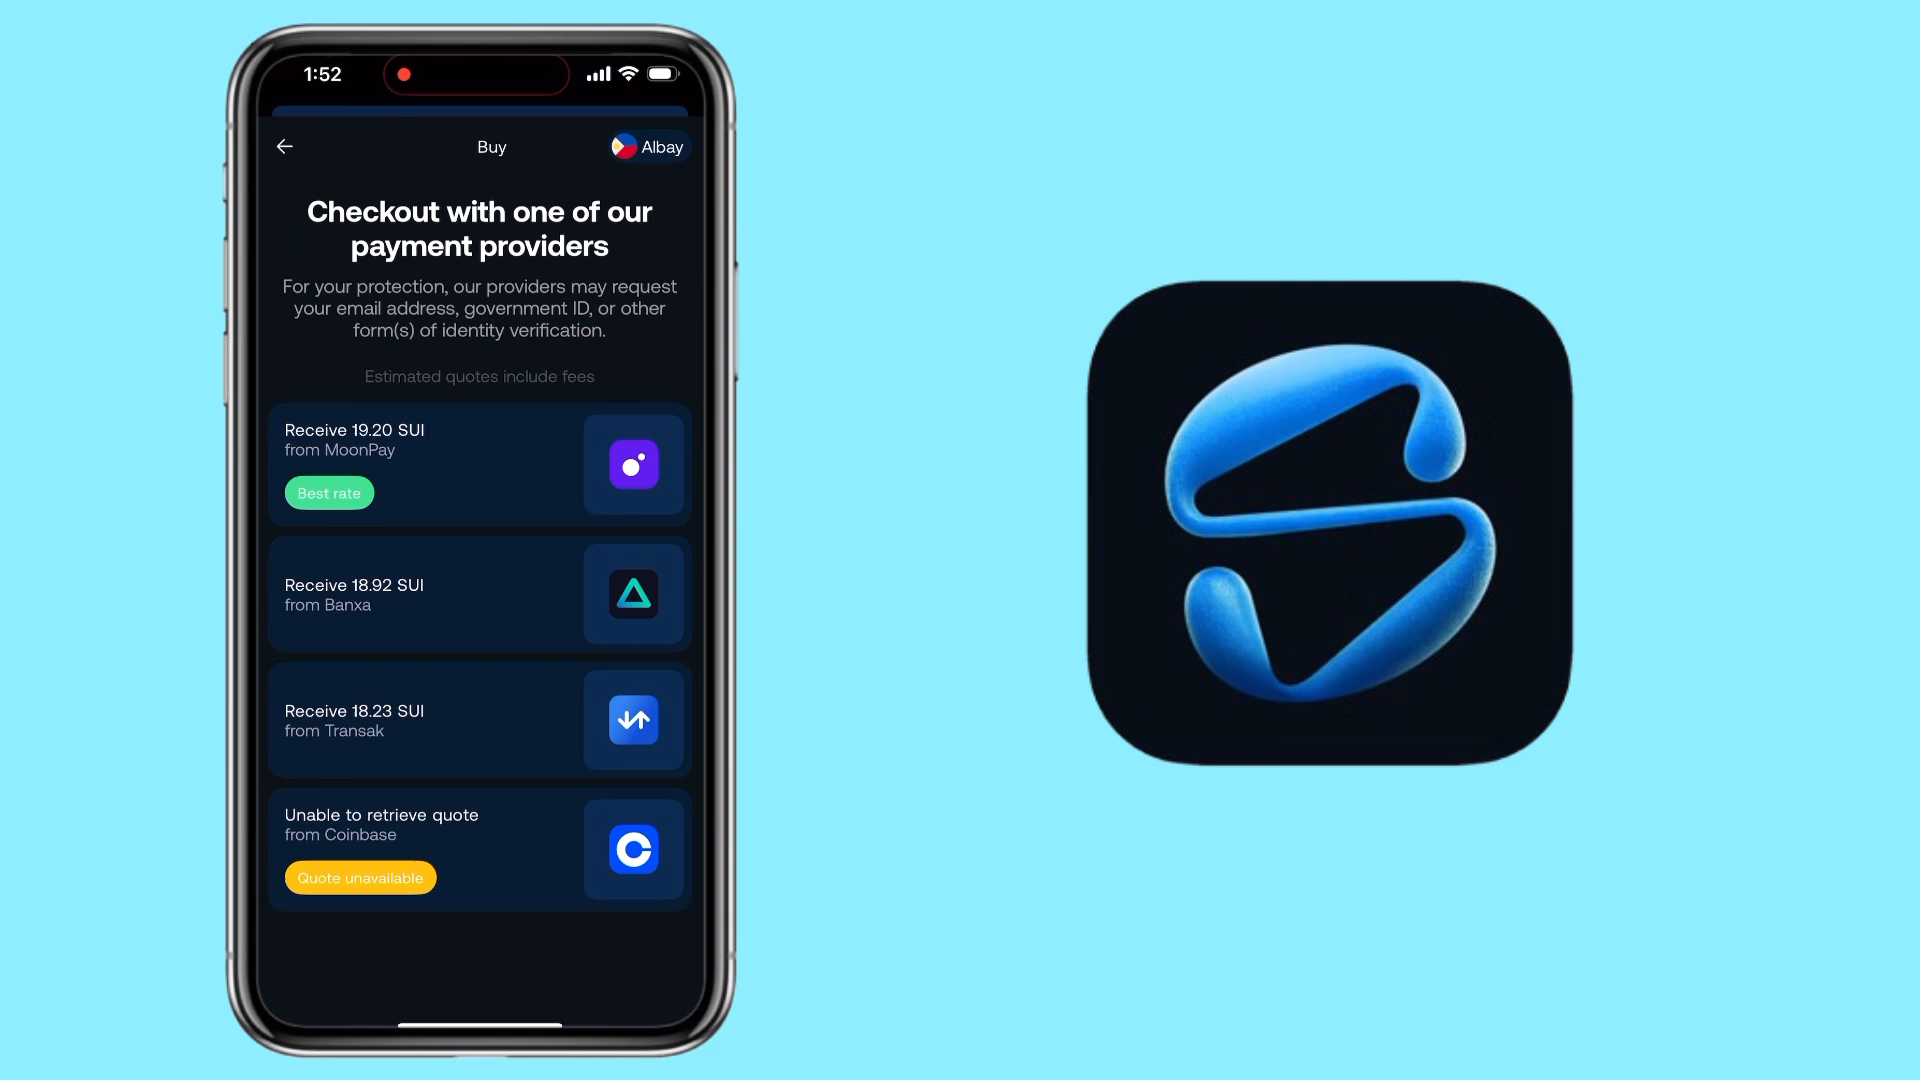 1:52
Buy
Albay
Checkout with one of our
payment providers
For your protection, our providers may request
your email address, government ID, or other
form(s) of identity verification.
Estimated quotes include fees
Receive 19.20 SUI
from MoonPay
Best rate
Receive 18.92 SUI
from Banxa
Receive 18.23 SUI
from Transak
Unable to retrieve quote
from Coinbase
Quote unavailable